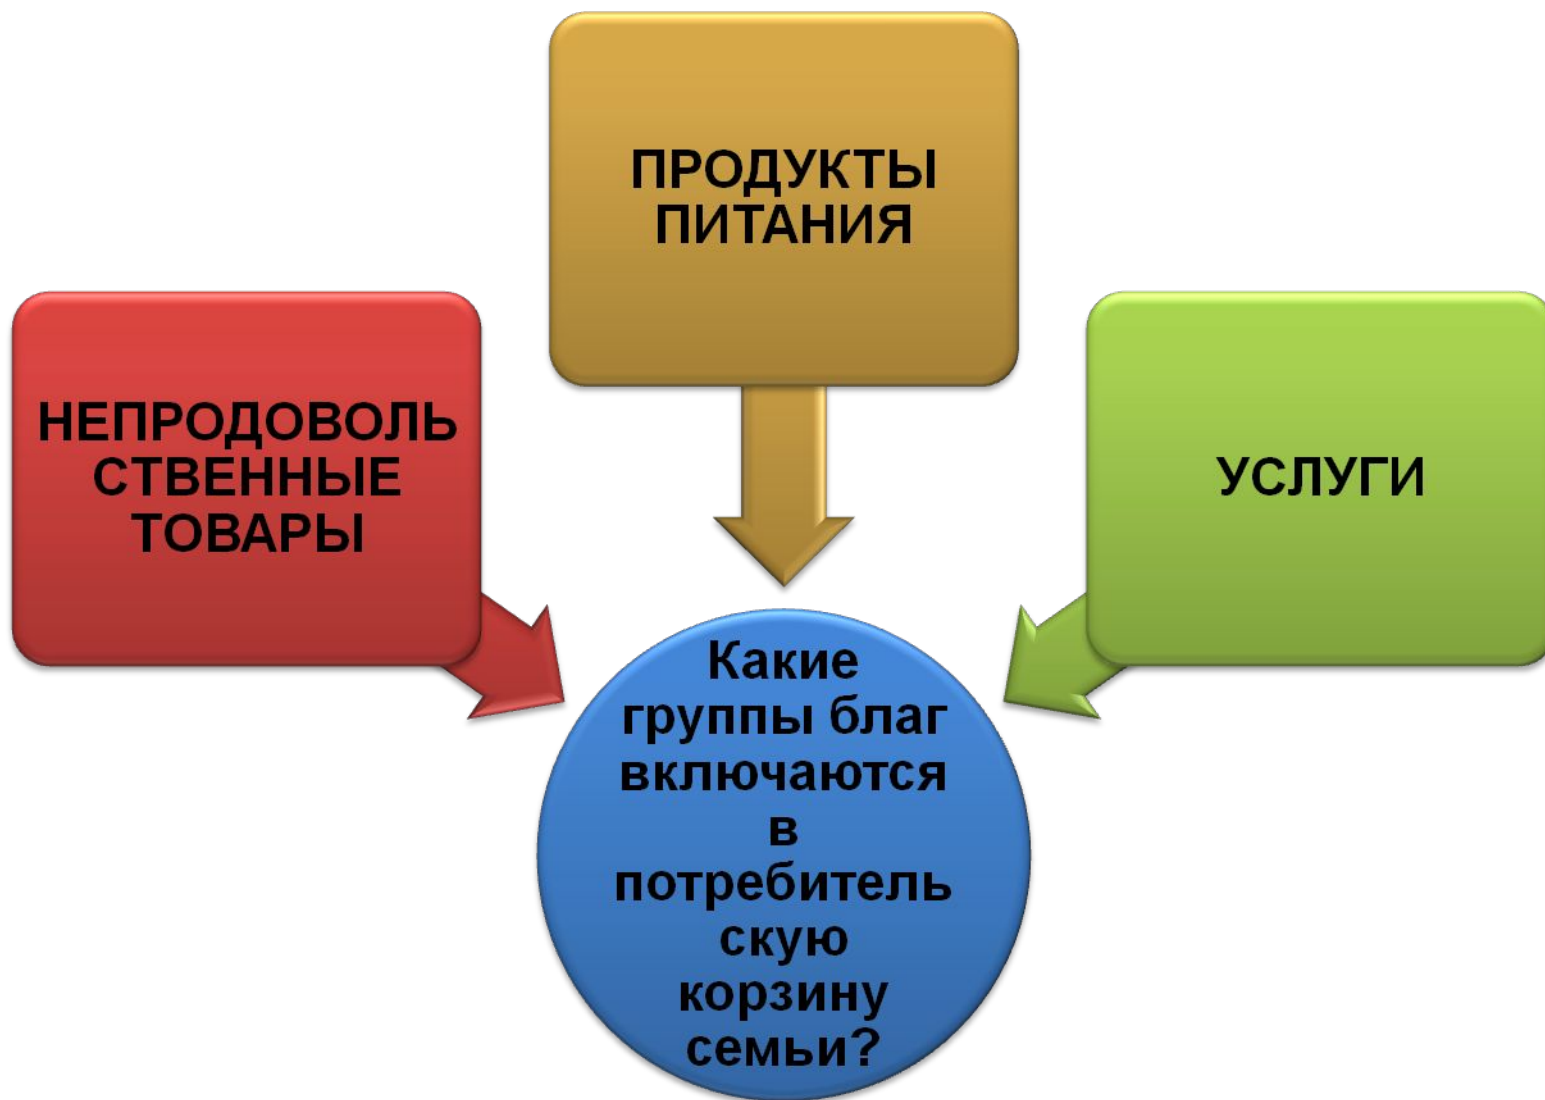 ПРОДУКТЫ
ПИТАНИЯ
НЕПРОДОВОЛЬ
СТВЕННЫЕ
ТОВАРЫ
УСЛУГИ
Какие
группы благ
включаются
в
потребитель
скую
корзину
семьи?